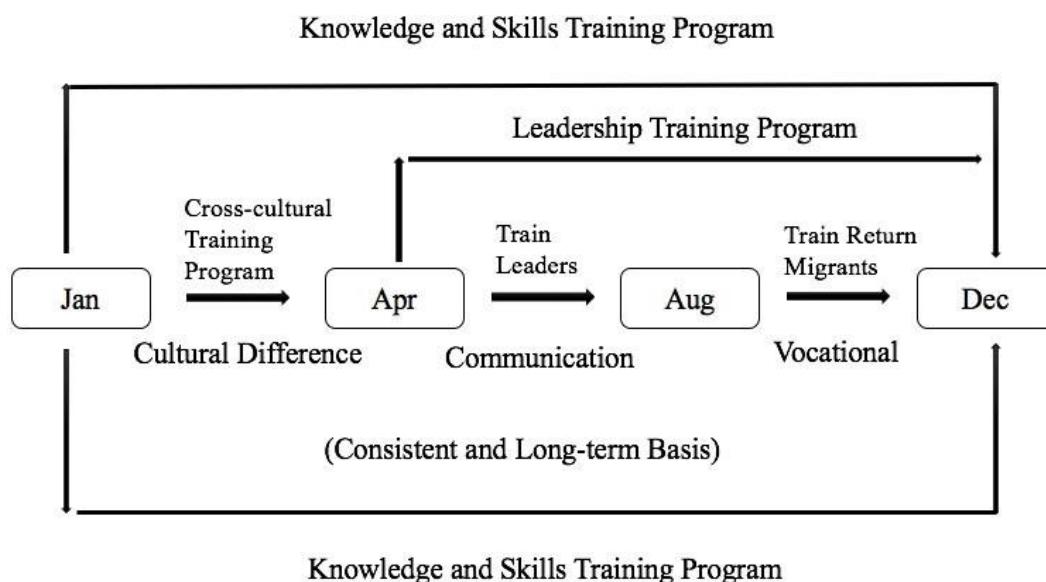 Knowledge and Skills Training Program
Leadership Training Program
Cross-cultural
Training
Program
Train
Leaders
Train Return
Migrants
Jan
Apr
Aug
Dec
Cultural Difference
Communication
Vocational
(Consistent and Long-term Basis)
Knowledge and Skills Training Program